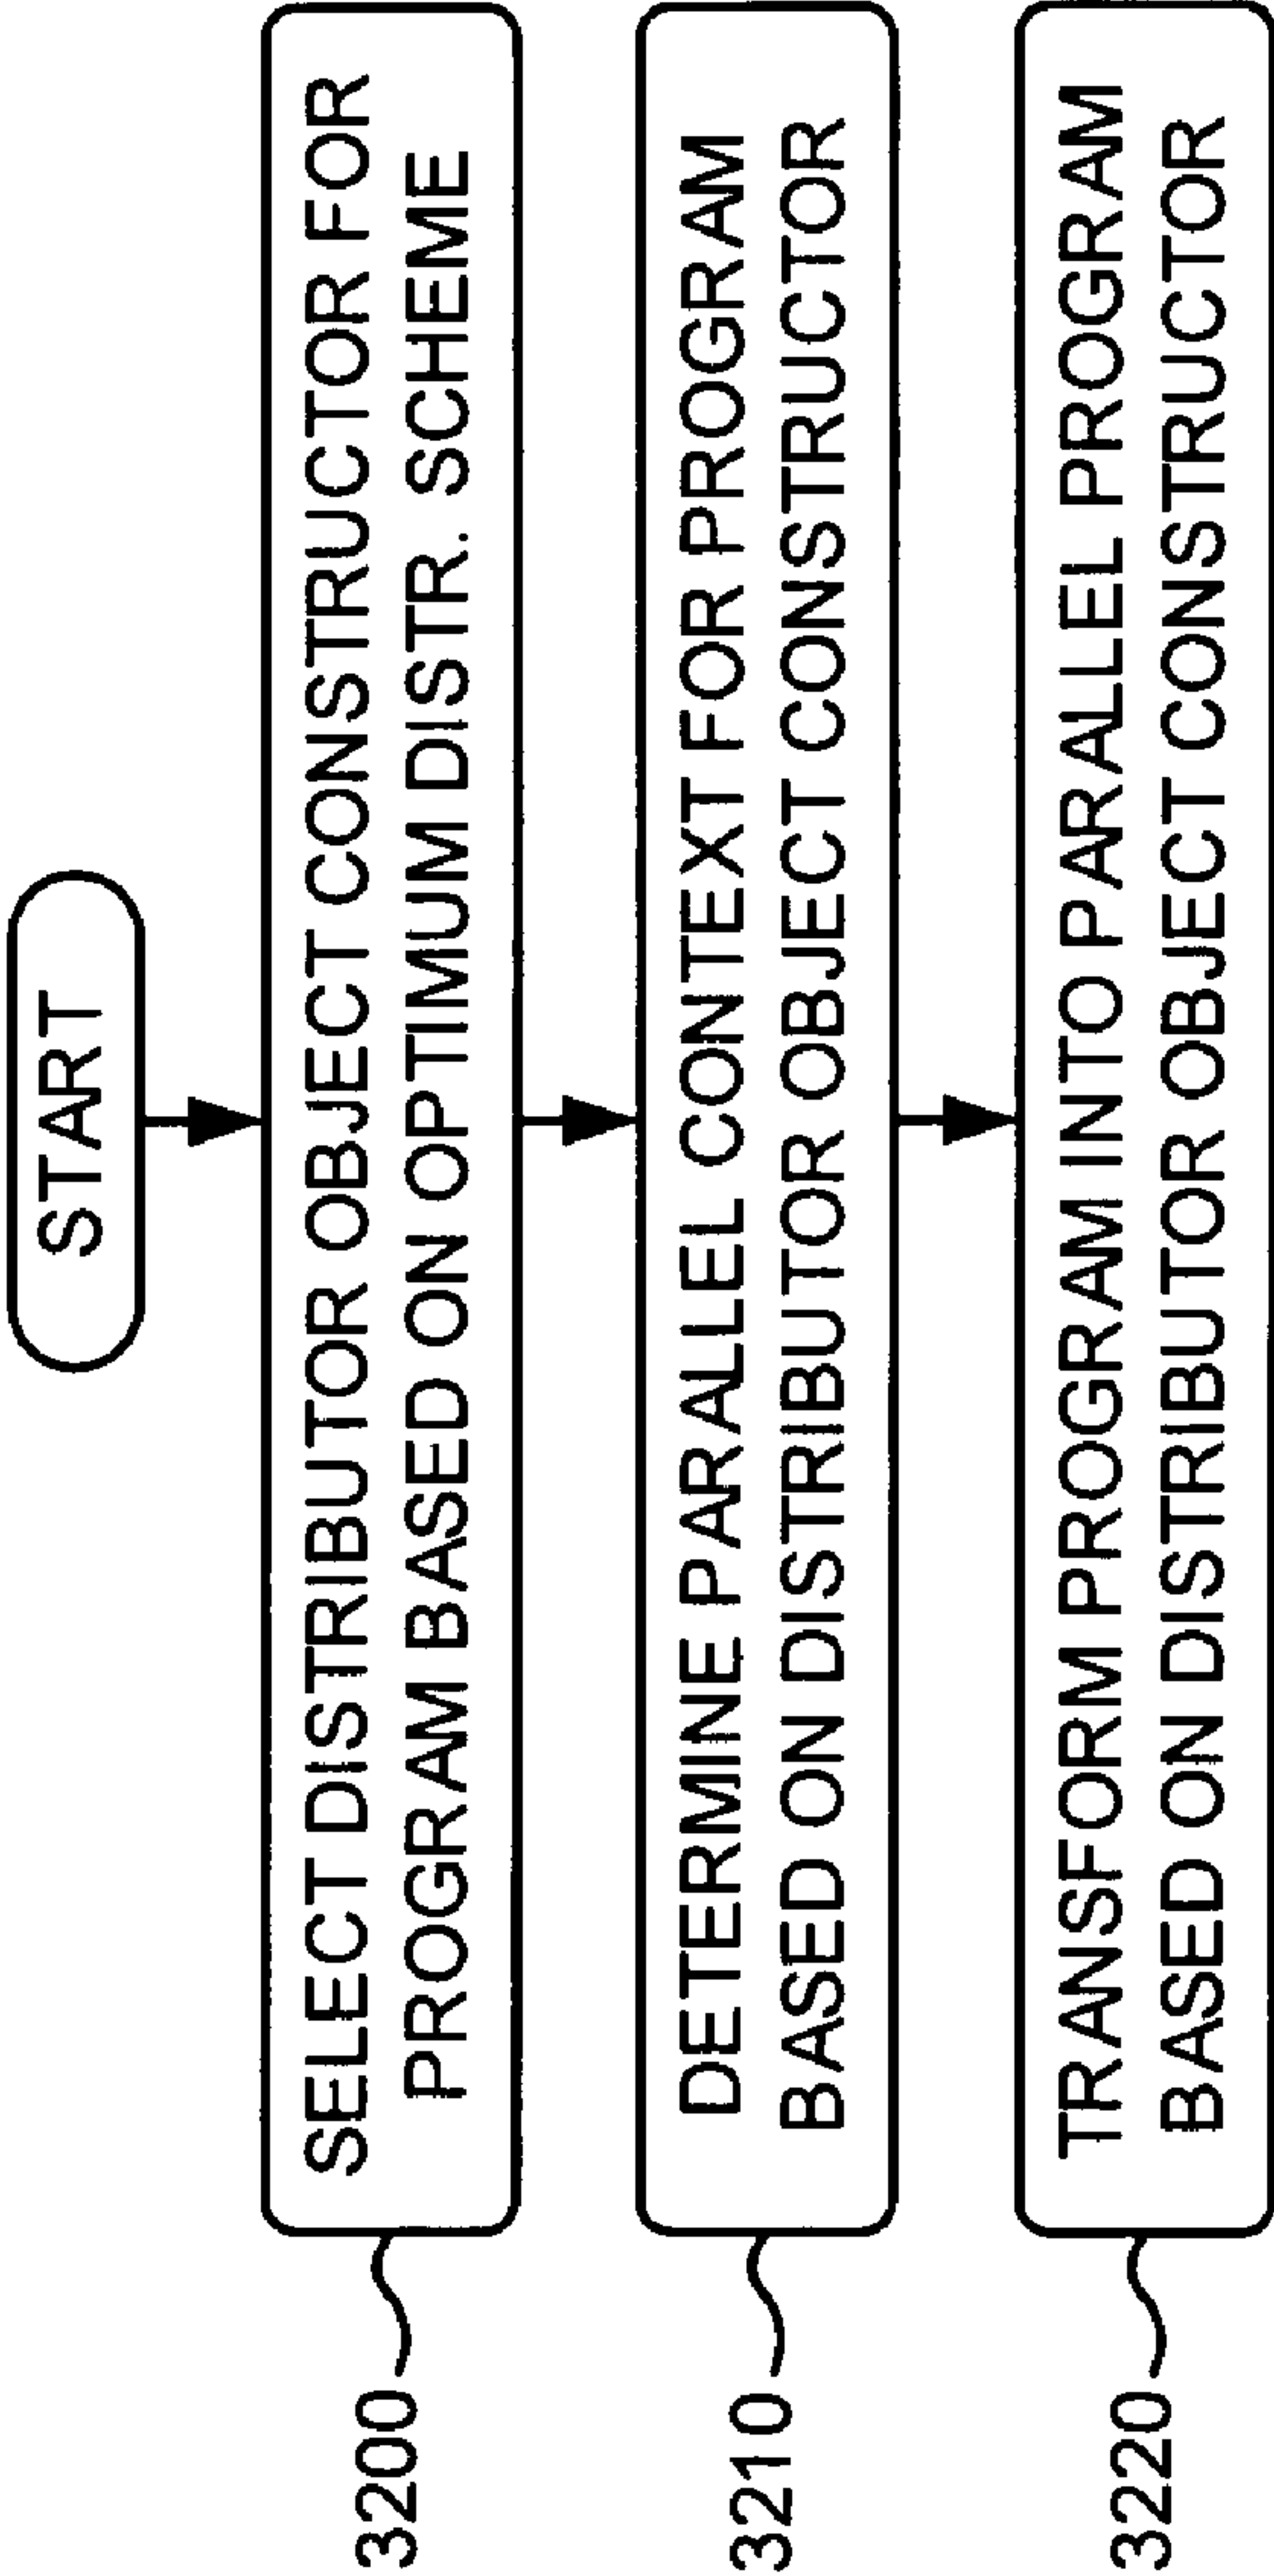 START
SELECT DISTRIBUTOR OBJECT CONSTRUCTOR FOR
PROGRAM BASED ON OPTIMUM DISTR. SCHEME
3200
DETERMINE PARALLEL CONTEXT FOR PROGRAM
BASED ON DISTRIBUTOR OBJECT CONSTRUCTOR
3210
TRANSFORM PROGRAM INTO PARALLEL PROGRAM
BASED ON DISTRIBUTOR OBJECT CONSTRUCTOR
3220